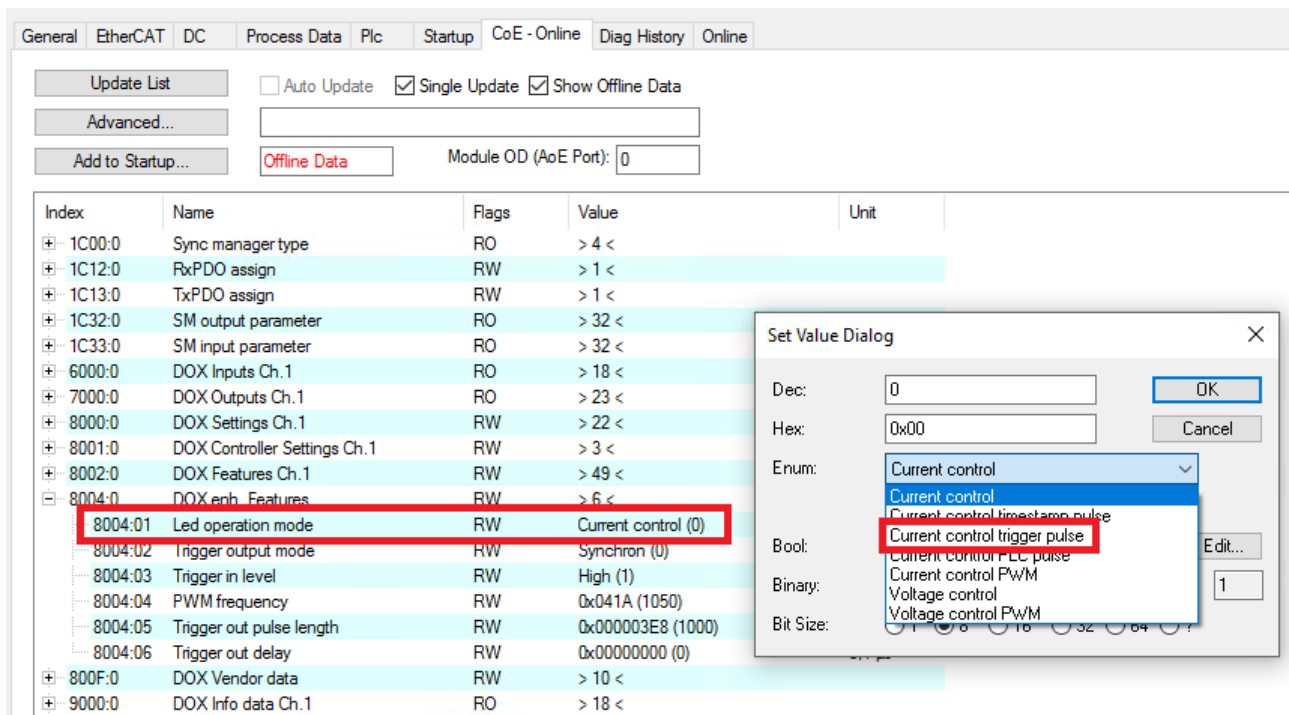 General EtherCAT DC Process Data Plc Startup CoE - Online Diag History Online
Update List Auto Update Single Update Show Offline Data
Advanced...
Add to Startup... Offline Data Module OD (AoE Port): 0
Index Name Flags Value Unit
1C00:0 Sync manager type RO > 4 <
1C12:0 RxPDO assign RW > 1 <
1C13:0 TxPDO assign RW > 1 <
1C32:0 SM output parameter RO > 32 <
1C33:0 SM input parameter RO > 32 <
6000:0 DOX Inputs Ch.1 RO > 18 <
7000:0 DOX Outputs Ch.1 RO > 23 <
8000:0 DOX Settings Ch.1 RW > 22 <
8001:0 DOX Controller Settings Ch.1 RW > 3 <
8002:0 DOX Features Ch.1 RW > 49 <
8004:0 DOX enh. Features RW > 6 <
8004:01 Led operation mode RW Current control (0)
8004:02 Trigger output mode RW Synchron (0)
8004:03 Trigger in level RW High (1)
8004:04 PWM frequency RW 0x041A (1050)
8004:05 Trigger out pulse length RW 0x000003E8 (1000)
8004:06 Trigger out delay RW 0x00000000 (0)
800F:0 DOX Vendor data RW > 10 <
9000:0 DOX Info data Ch.1 RO > 18 <
Set Value Dialog
Dec: 0 OK
Hex: 0x00 Cancel
Enum: Current control
Current control
Current control timestamp pulse
Current control trigger pulse
Current control PLC pulse
Current control PWM
Voltage control
Voltage control PWM
Bool: Edit...
Binary: 1
Bit Size: 1 8 16 32 64 ?